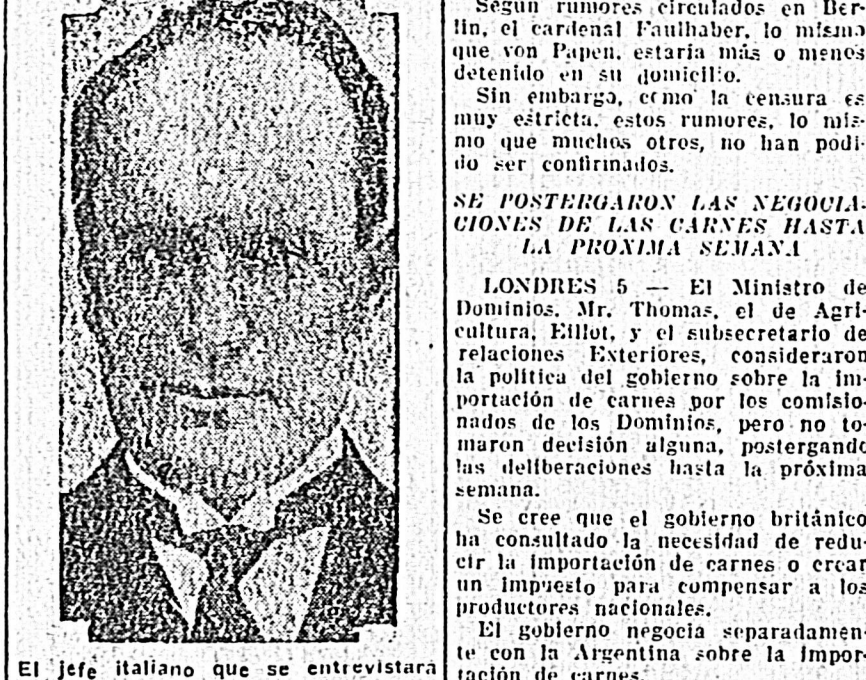 Según rumores circulados en Ber-
lín, el cardenal Faulhaber, lo mismo
que von Papen, estaría más o menos
detenido en su domicilio.
Sin embargo, como la censura es
muy estricta, estos rumores, lo mis-
mo que muchos otros, no han podi-
do ser confirmados.
SE POSTERGARON LAS NEGOCIA-
CIONES DE LAS CARNES HASTA
LA PROXIMA SEMANA
LONDRES 5 — El Ministro de
Dominios, Mr. Thomas, el de Agri-
cultura, Eillot, y el subsecretario de
relaciones Exteriores, consideraron
la política del gobierno sobre la im-
portación de carnes por los comisio-
nados de los Dominios, pero no to-
maron decisión alguna, postergando
las deliberaciones hasta la próxima
semana.
Se cree que el gobierno británico
ha consultado la necesidad de redu-
cir la importación de carnes o crear
un impuesto para compensar a los
productores nacionales.
El gobierno negocia separadamen-
te con la Argentina sobre la impor-
tación de carnes.
El jefe italiano que se entrevistará